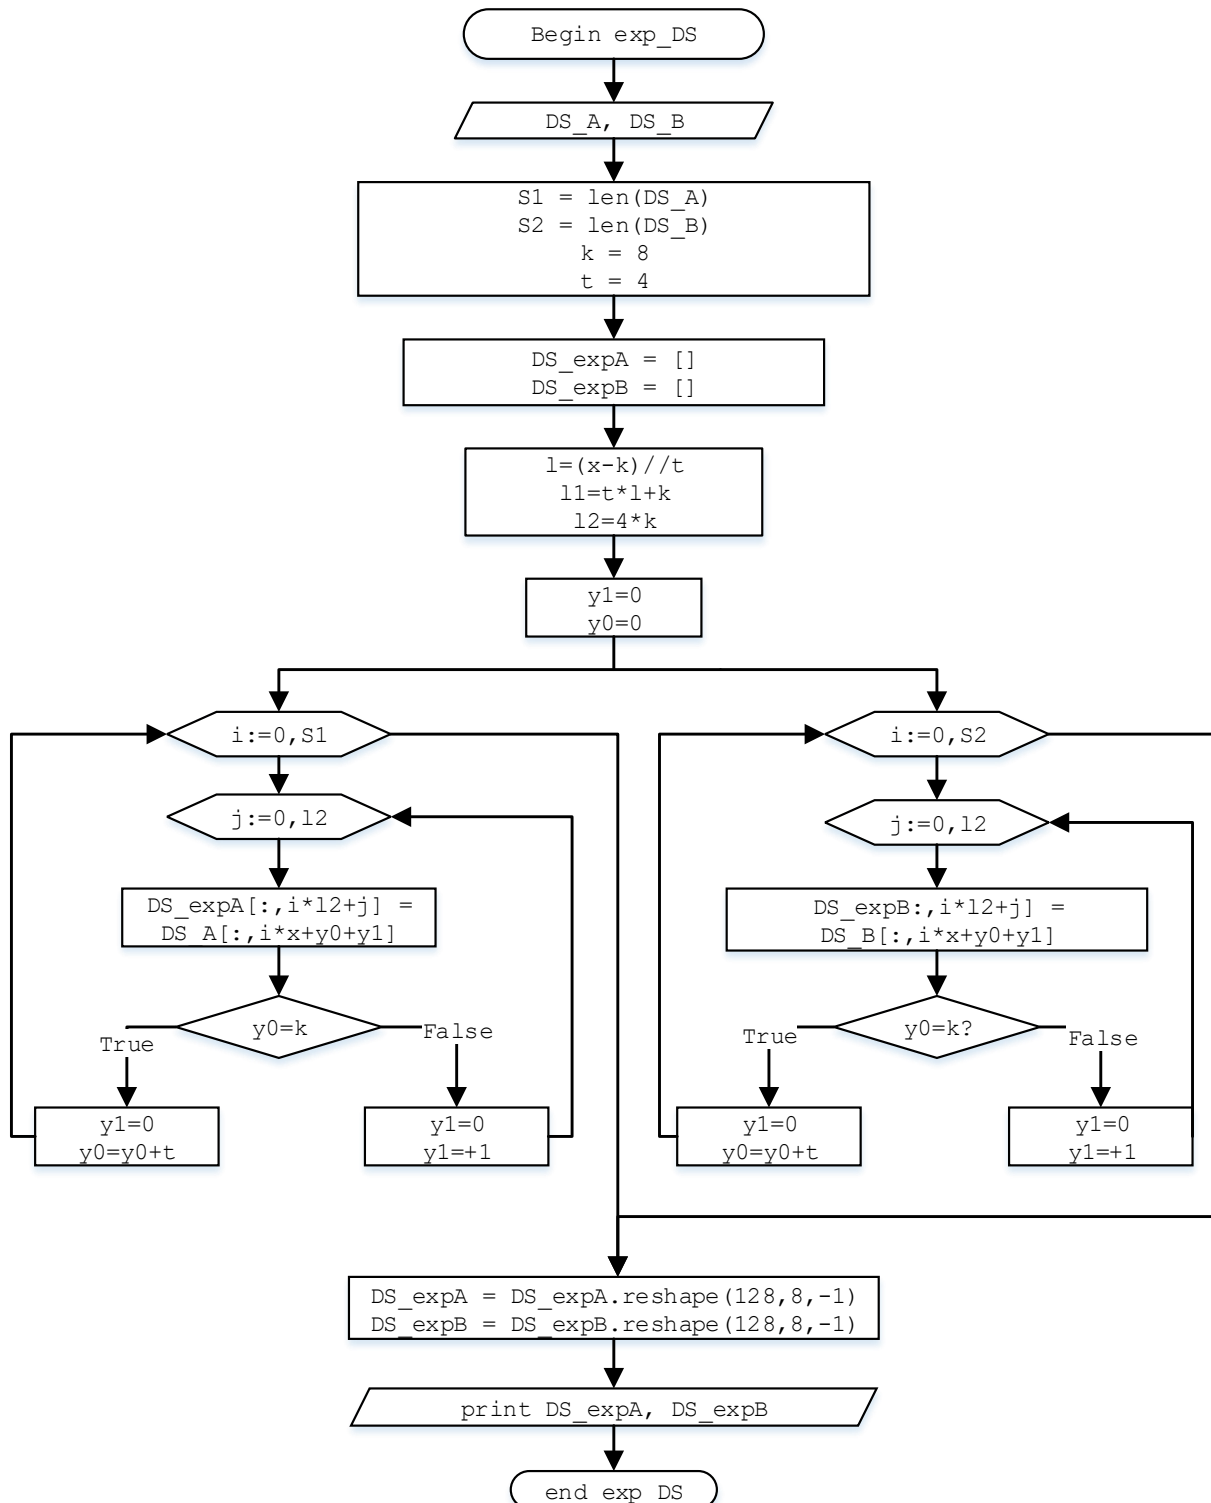 Begin exp_DS
DS_A, DS_B
S1 = len(DS_A)
S2 = len(DS_B)
k = 8
t = 4
DS_expA = []
DS_expB = []
l=(x-k)//t
l1=t*l+k
l2=4*k
y1=0
y0=0
i:=0,S1
j:=0,l2
DS_expA[:,i*l2+j] =
DS_A[:,i*x+y0+y1]
y0=k
True
False
y1=0
y0=y0+t
y1=0
y1=+1
i:=0,S2
j:=0,l2
DS_expB:,i*l2+j] =
DS_B[:,i*x+y0+y1]
y0=k?
True
False
y1=0
y0=y0+t
y1=0
y1=+1
DS_expA = DS_expA.reshape(128,8,-1)
DS_expB = DS_expB.reshape(128,8,-1)
print DS_expA, DS_expB
end exp_DS